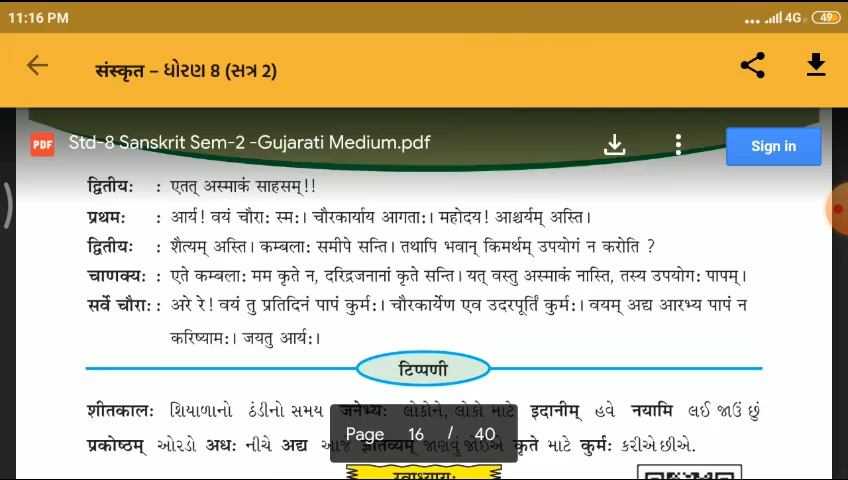 11:16 PM
4G 49
संस्कृत – ધોરણ 8 (સત્ર 2)
PDF Std-8 Sanskrit Sem-2 -Gujarati Medium.pdf Sign in
द्वितीयः : एतत् अस्माकं साहसम्!!
प्रथमः : आर्य! वयं चौराः स्मः। चौरकार्याय आगताः। महोदय! आश्चर्यम् अस्ति।
द्वितीयः : शैत्यम् अस्ति। कम्बलाः समीपे सन्ति। तथापि भवान् किमर्थम् उपयोगं न करोति ?
चाणक्यः : एते कम्बलाः मम कृते न, दरिद्रजनानां कृते सन्ति। यत् वस्तु अस्माकं नास्ति, तस्य उपयोगः पापम्।
सर्वे चौराः : अरे रे! वयं तु प्रतिदिनं पापं कुर्मः। चौरकार्येण एव उदरपूर्तिं कुर्मः। वयम् अद्य आरभ्य पापं न
करिष्यामः। जयतु आर्यः।
टिप्पणी
शीतकालः શિયાળાનો ઠંડીનો સમય जनेभ्यः લોકોને, લોકો માટે इदानीम् હવે नयामि લઈ જાઉં છું
प्रकोष्ठम् ઓરડો अधः નીચે अद्य આજ ज्ञातव्यम् જાણવું જોઈએ कृते માટે कुर्मः કરીએ છીએ.
Page 16 / 40
स्वाध्यायः